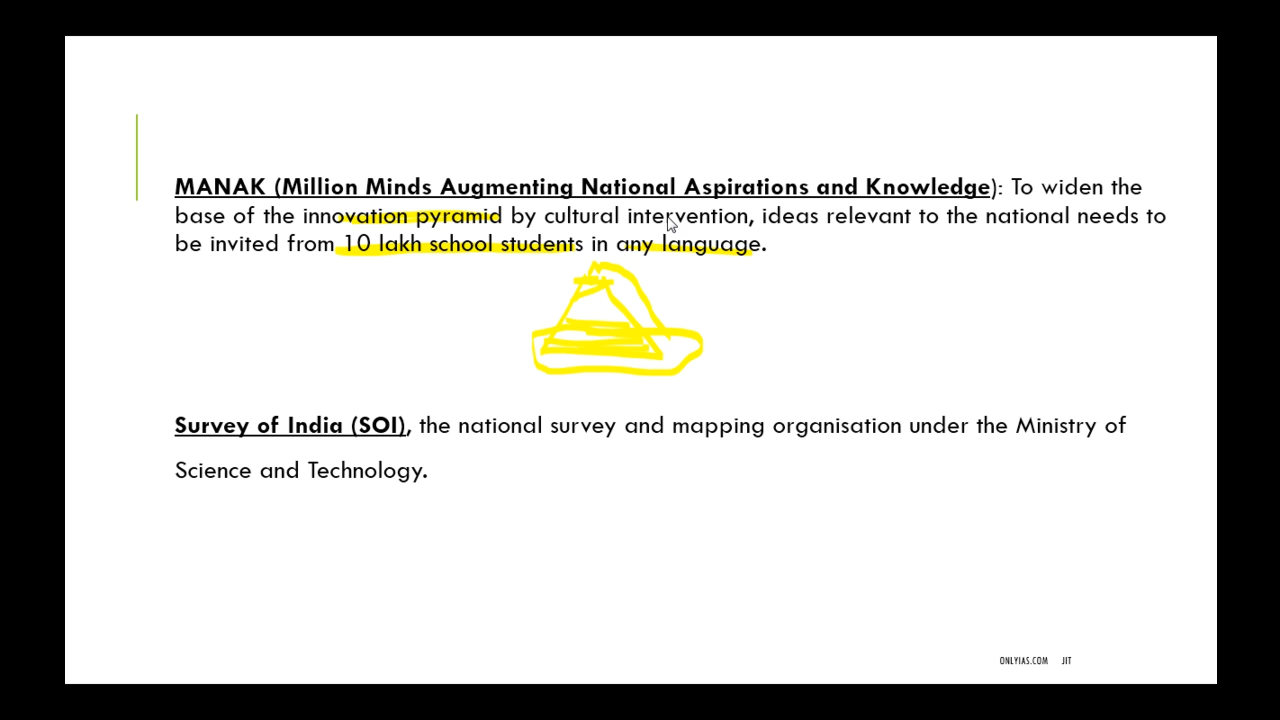 MANAK (Million Minds Augmenting National Aspirations and Knowledge): To widen the
base of the innovation pyramid by cultural intervention, ideas relevant to the national needs to
be invited from 10 lakh school students in any language.
Survey of India (SOI), the national survey and mapping organisation under the Ministry of
Science and Technology.
ONLYIAS.COM JIT